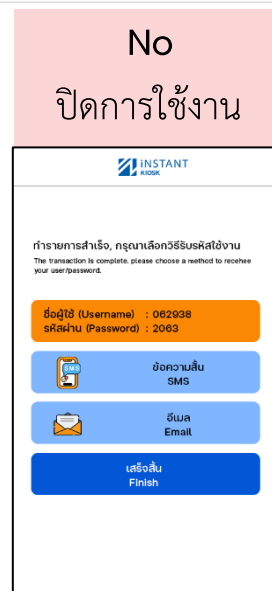 No
ปิดการใช้งาน
iNSTANT
KIOSK
ทำรายการสำเร็จ, กรุณาเลือกวิธีรับรหัสใช้งาน
The transaction is complete. please choose a method to recehee
your user/password.
ชื่อผู้ใช้ (Username) : 062938
รหัสผ่าน (Password) : 2063
SMS
ข้อความสั้น
SMS
อีเมล
Email
เสร็จสิ้น
Finish